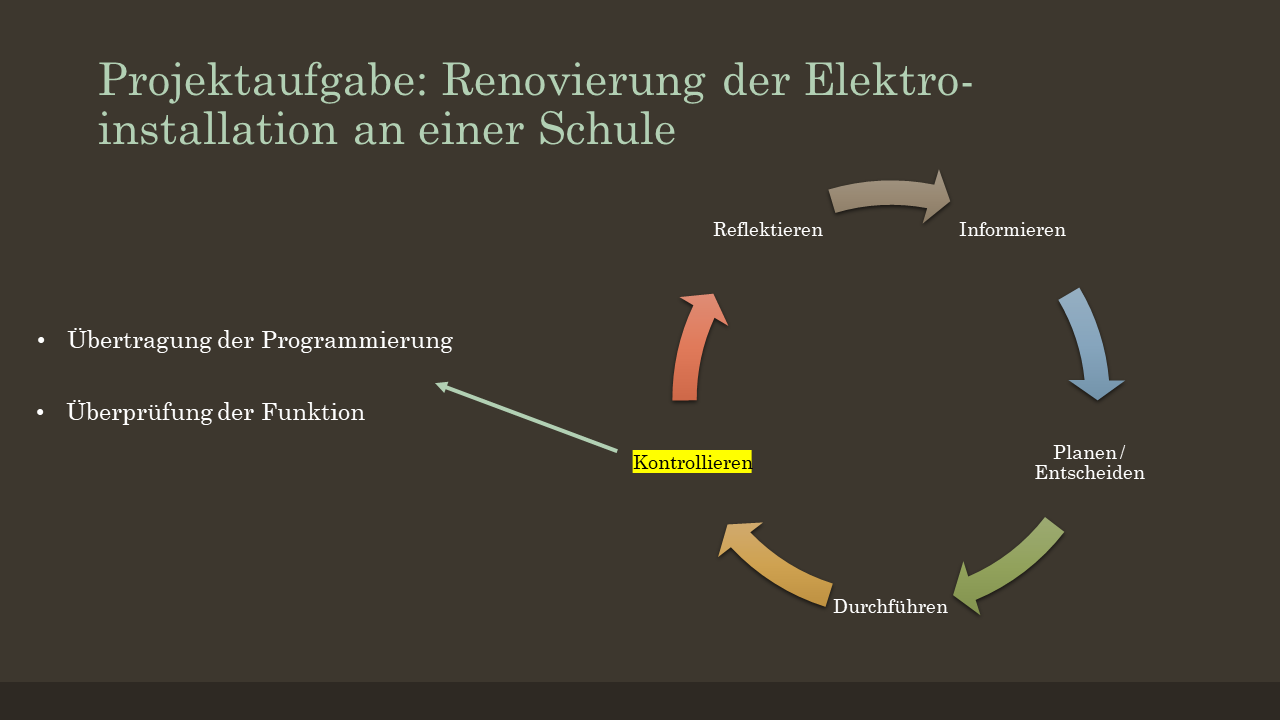 Projektaufgabe: Renovierung der Elektro-
installation an einer Schule
Reflektieren
Informieren
• Übertragung der Programmierung
• Überprüfung der Funktion
Kontrollieren
Planen /
Entscheiden
Durchführen